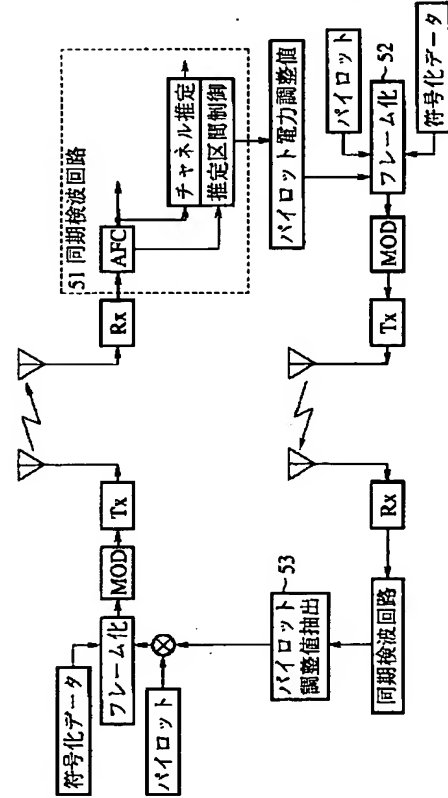 符号化データ
フレーム化
パイロット
MOD
Tx
Rx
51 同期検波回路
AFC
チャネル推定
推定区間制御
パイロット電力調整値
パイロット
フレーム化
52
符号化データ
MOD
Tx
Rx
同期検波回路
パイロット
調整値抽出
53